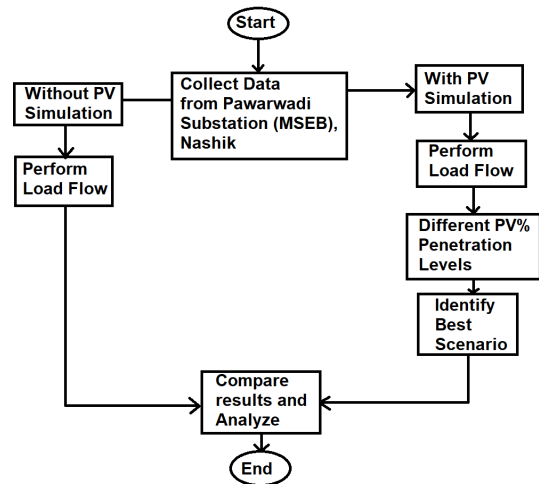 Start
Collect Data
from Pawarwadi
Substation (MSEB),
Nashik
Without PV
Simulation
Perform
Load Flow
With PV
Simulation
Perform
Load Flow
Different PV%
Penetration
Levels
Identify
Best
Scenario
Compare
results and
Analyze
End